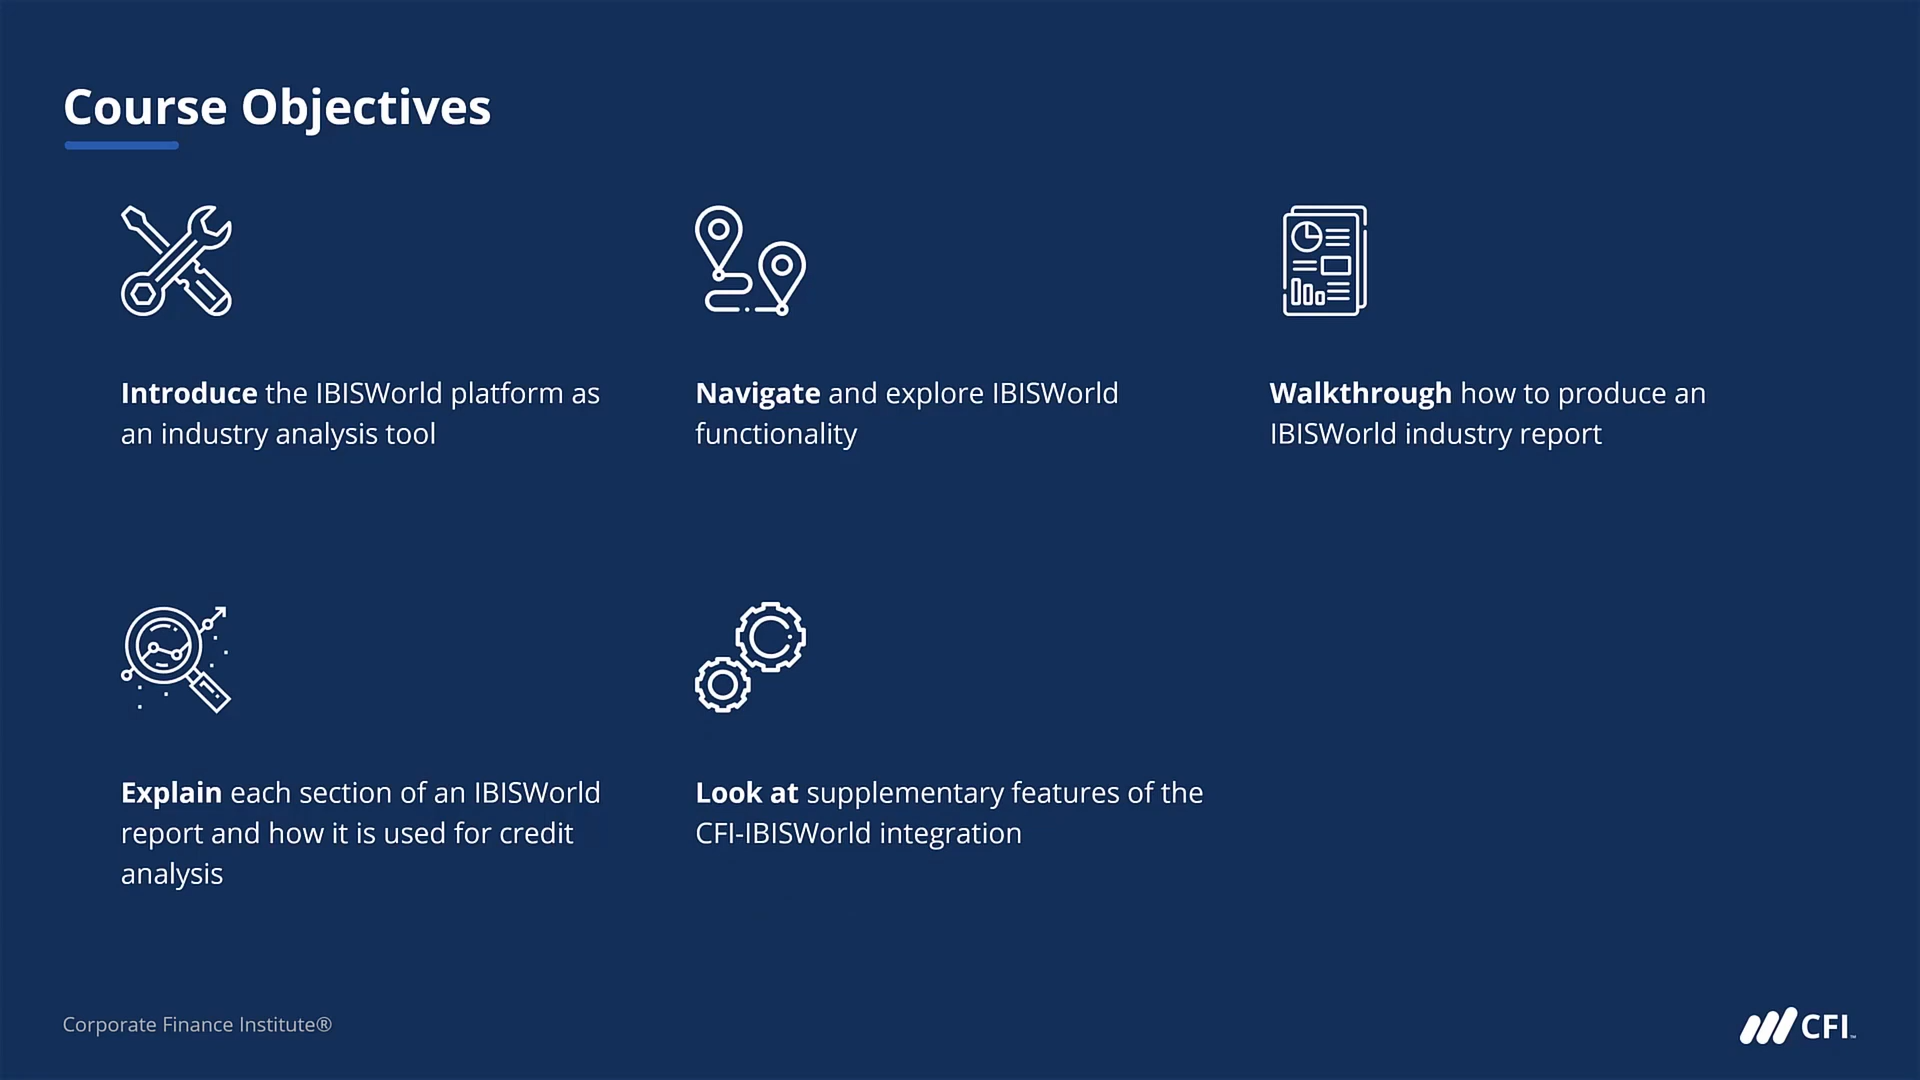 Course Objectives
Introduce the IBISWorld platform as
an industry analysis tool
Navigate and explore IBISWorld
functionality
Walkthrough how to produce an
IBISWorld industry report
Explain each section of an IBISWorld
report and how it is used for credit
analysis
Look at supplementary features of the
CFI-IBISWorld integration
Corporate Finance Institute®
CFI™